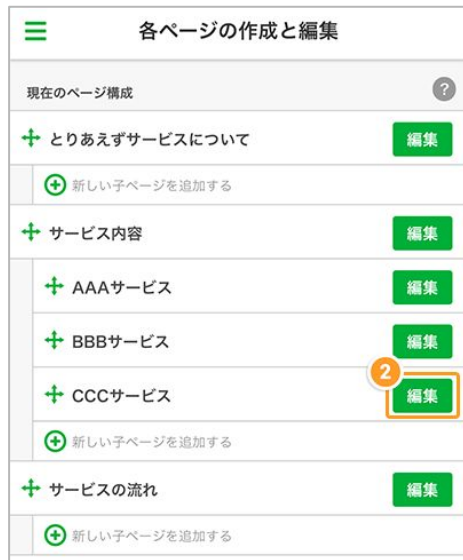 各ページの作成と編集
現在のページ構成
?
とりあえずサービスについて 編集
新しい子ページを追加する
サービス内容 編集
AAAサービス 編集
BBBサービス 編集
2
CCCサービス 編集
新しい子ページを追加する
サービスの流れ 編集
新しい子ページを追加する